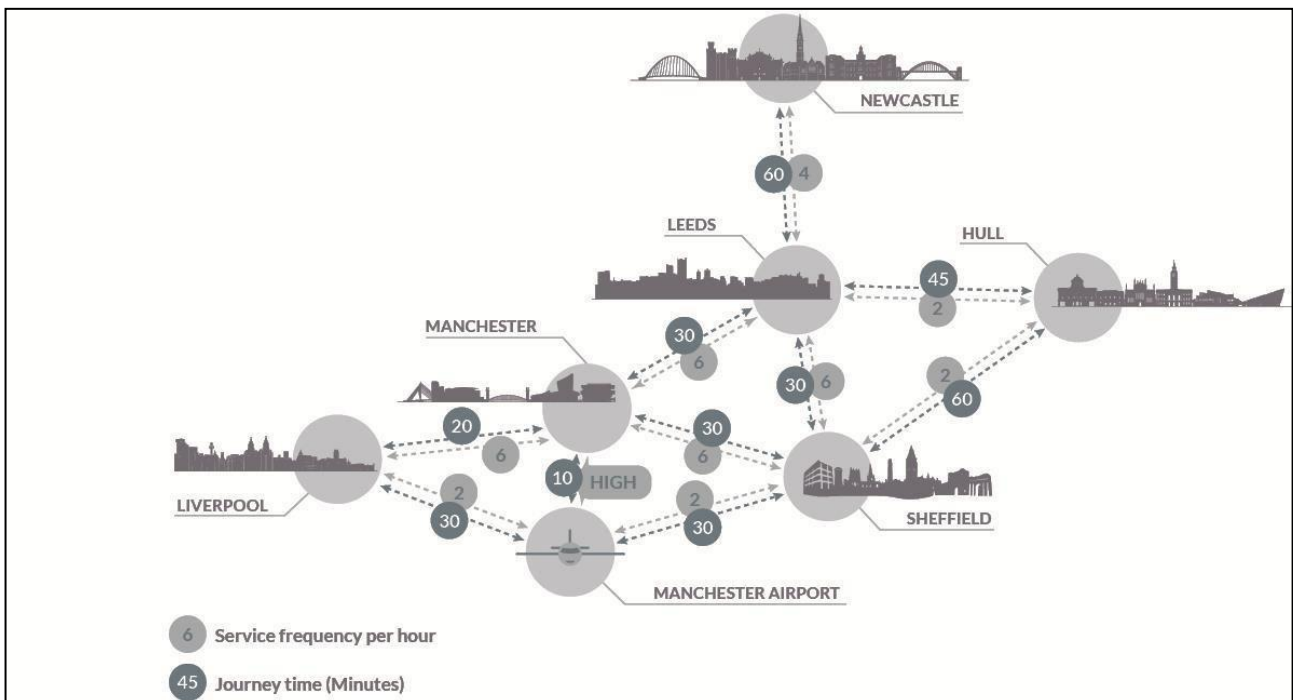 NEWCASTLE
60 4
LEEDS
HULL
45
2
MANCHESTER
30
6
30 6
2
60
20
6
30
6
10 HIGH
LIVERPOOL
2
30
2
30
SHEFFIELD
MANCHESTER AIRPORT
6 Service frequency per hour
45 Journey time (Minutes)